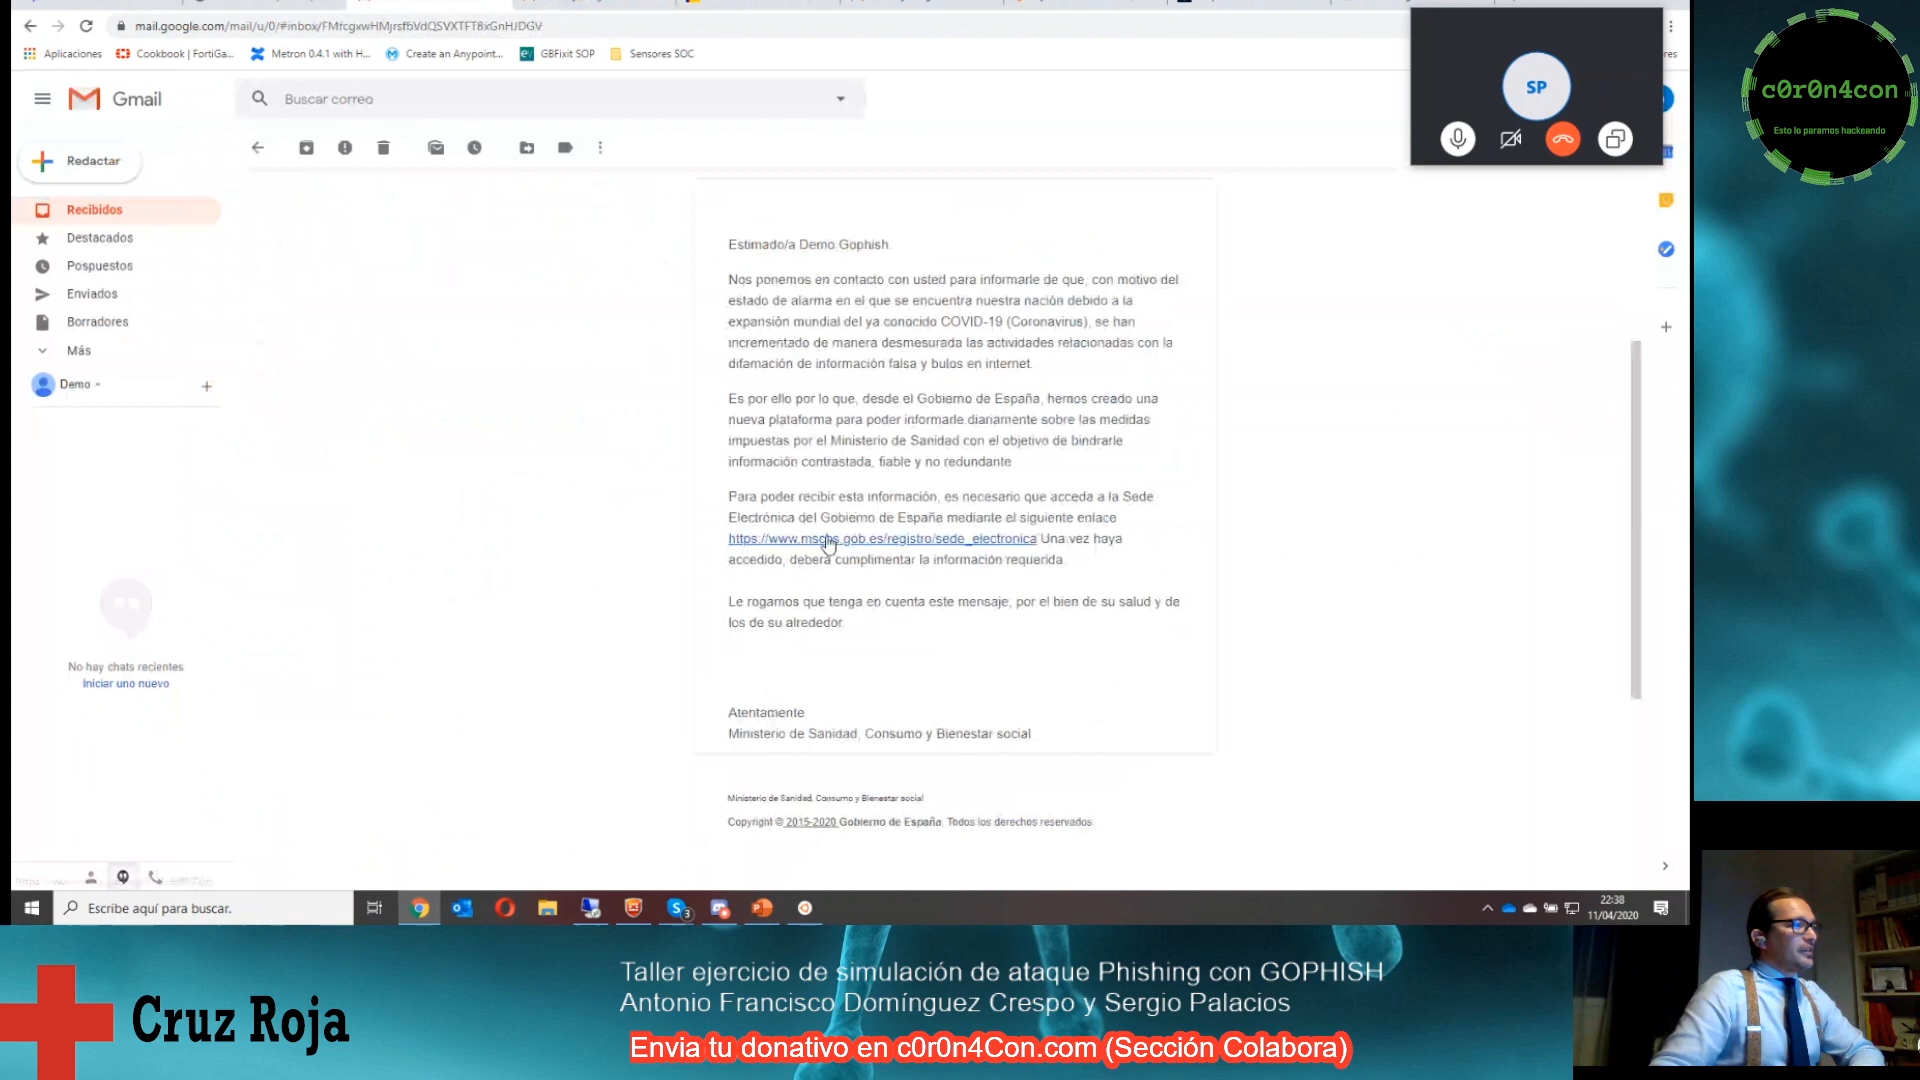 mail.google.com/mail/u/0/#inbox/FMfcgxwHMjrsfbVdQSVXTFTBxGnHJDGV
Aplicaciones
Cookbook | FortiGa...
Metron 0.4.1 with H...
Create an Anypoint...
GBFixit SOP
Sensores SOC
Gmail
Buscar correo
SP
c0r0n4con
Esto lo paramos hackeando
Redactar
Recibidos
Destacados
Pospuestos
Enviados
Borradores
Más
Demo
No hay chats recientes
Iniciar uno nuevo
Estimado/a Demo Gophish.
Nos ponemos en contacto con usted para informarle de que, con motivo del
estado de alarma en el que se encuentra nuestra nación debido a la
expansión mundial del ya conocido COVID-19 (Coronavirus), se han
incrementado de manera desmesurada las actividades relacionadas con la
difamación de información falsa y bulos en internet.
Es por ello por lo que, desde el Gobierno de España, hemos creado una
nueva plataforma para poder informarle diariamente sobre las medidas
impuestas por el Ministerio de Sanidad con el objetivo de bindrarle
información contrastada, fiable y no redundante
Para poder recibir esta información, es necesario que acceda a la Sede
Electrónica del Gobierno de España mediante el siguiente enlace
https://www.mscbs.gob.es/registro/sede_electronica Una vez haya
accedido, deberá cumplimentar la información requerida.
Le rogamos que tenga en cuenta este mensaje, por el bien de su salud y de
los de su alrededor.
Atentamente
Ministerio de Sanidad, Consumo y Bienestar social
Ministerio de Sanidad, Consumo y Bienestar social
Copyright © 2015-2020 Gobierno de España. Todos los derechos reservados.
Escribe aquí para buscar.
3
22:38
11/04/2020
Cruz Roja
Taller ejercicio de simulación de ataque Phishing con GOPHISH
Antonio Francisco Domínguez Crespo y Sergio Palacios
Envia tu donativo en c0r0n4Con.com (Sección Colabora)